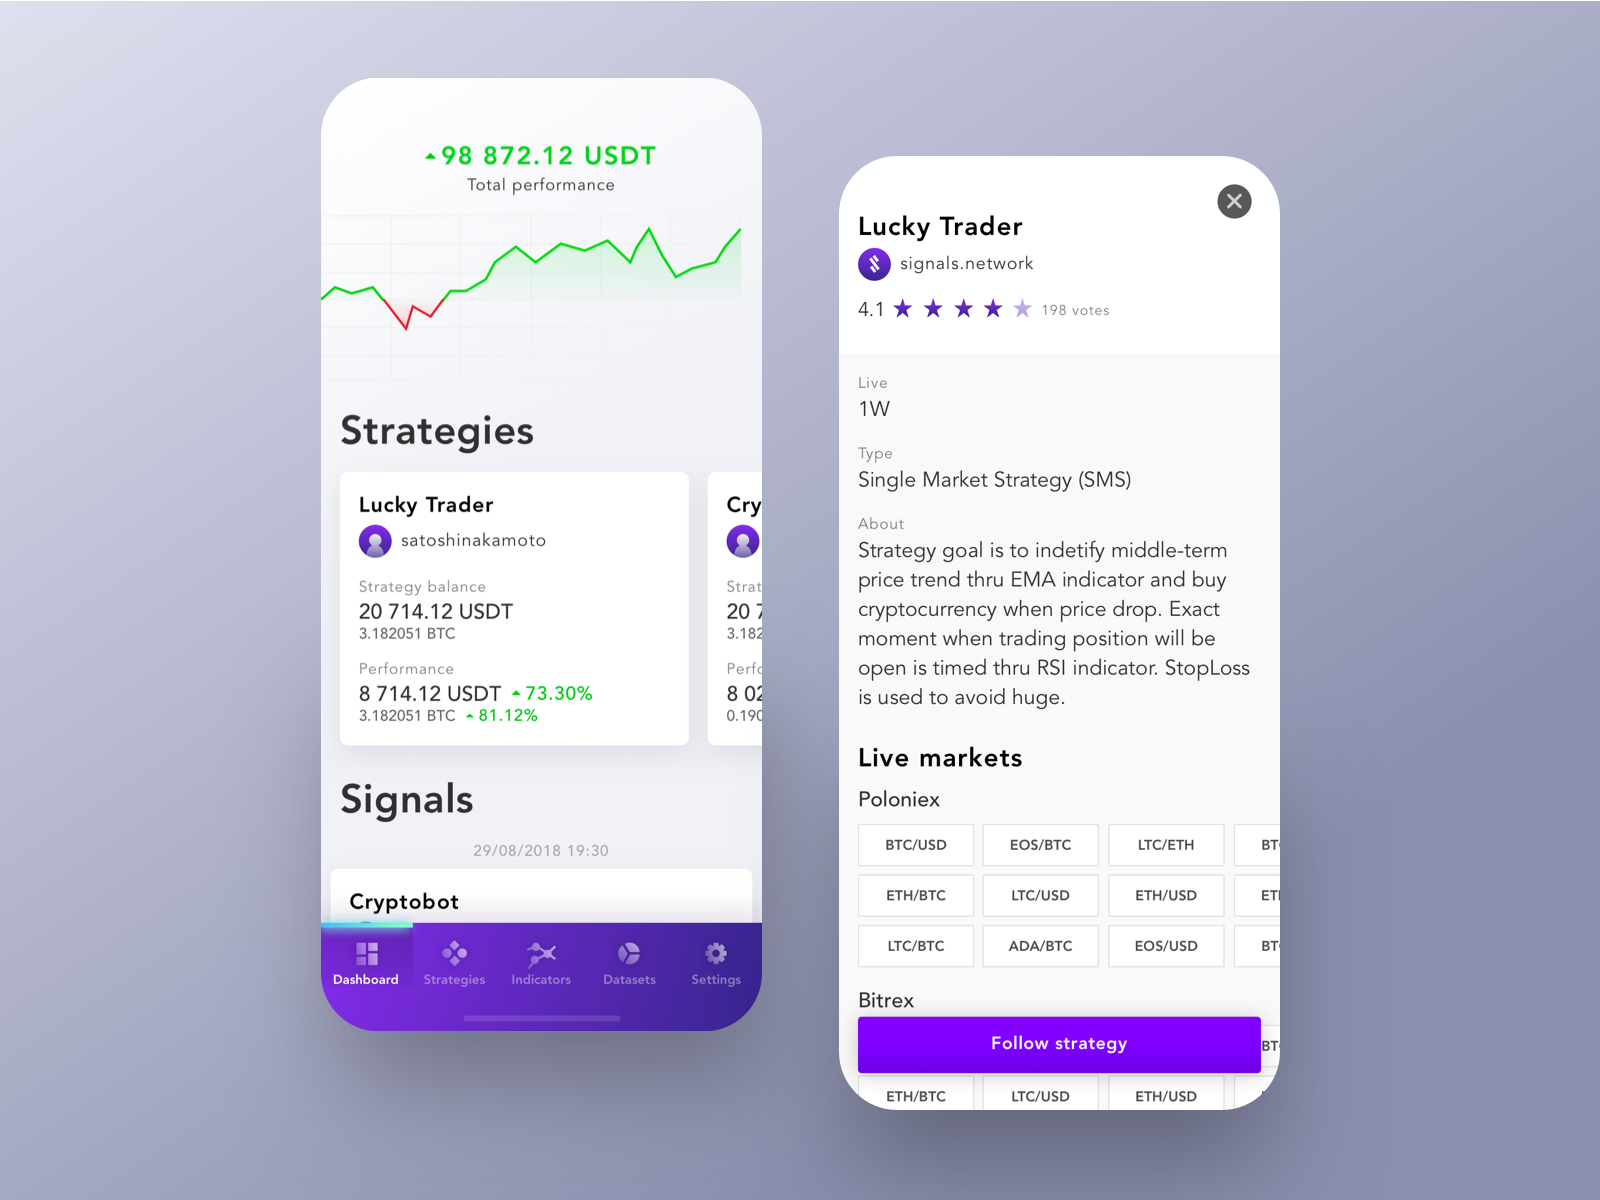 98 872.12 USDT
Total performance
Strategies
Lucky Trader
satoshinakamoto
Strategy balance
20 714.12 USDT
3.182051 BTC
Performance
8 714.12 USDT 73.30%
3.182051 BTC 81.12%
Cry
Strat
20 7
3.182
Perfo
8 02
0.190
Signals
29/08/2018 19:30
Cryptobot
Dashboard Strategies Indicators Datasets Settings
Lucky Trader
signals.network
4.1 198 votes
Live
1W
Type
Single Market Strategy (SMS)
About
Strategy goal is to indetify middle-term
price trend thru EMA indicator and buy
cryptocurrency when price drop. Exact
moment when trading position will be
open is timed thru RSI indicator. StopLoss
is used to avoid huge.
Live markets
Poloniex
BTC/USD EOS/BTC LTC/ETH BT
ETH/BTC LTC/USD ETH/USD ET
LTC/BTC ADA/BTC EOS/USD BT
Bitrex
BT
Follow strategy
ETH/BTC LTC/USD ETH/USD